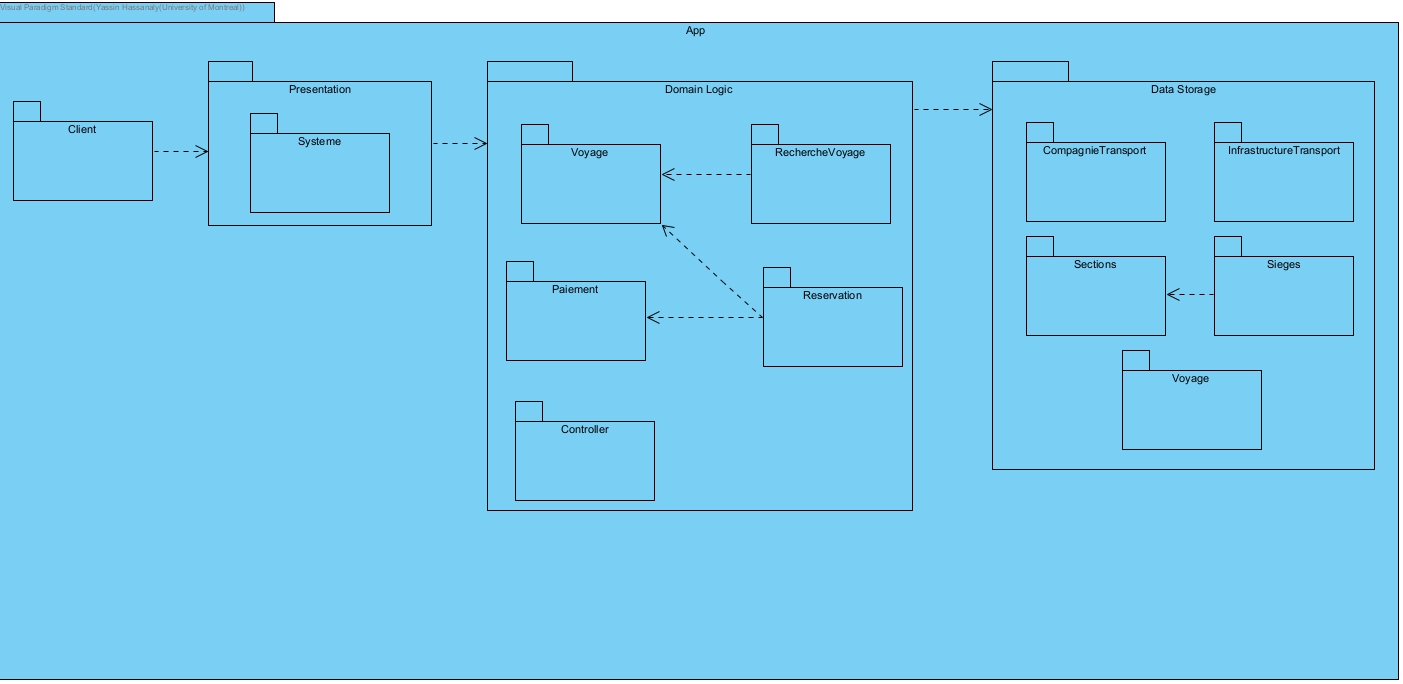 Visual Paradigm Standard(Yassin Hassanaly(University of Montreal))
App
Client
Presentation
Systeme
Domain Logic
Voyage
RechercheVoyage
Paiement
Reservation
Controller
Data Storage
CompagnieTransport
InfrastructureTransport
Sections
Sieges
Voyage